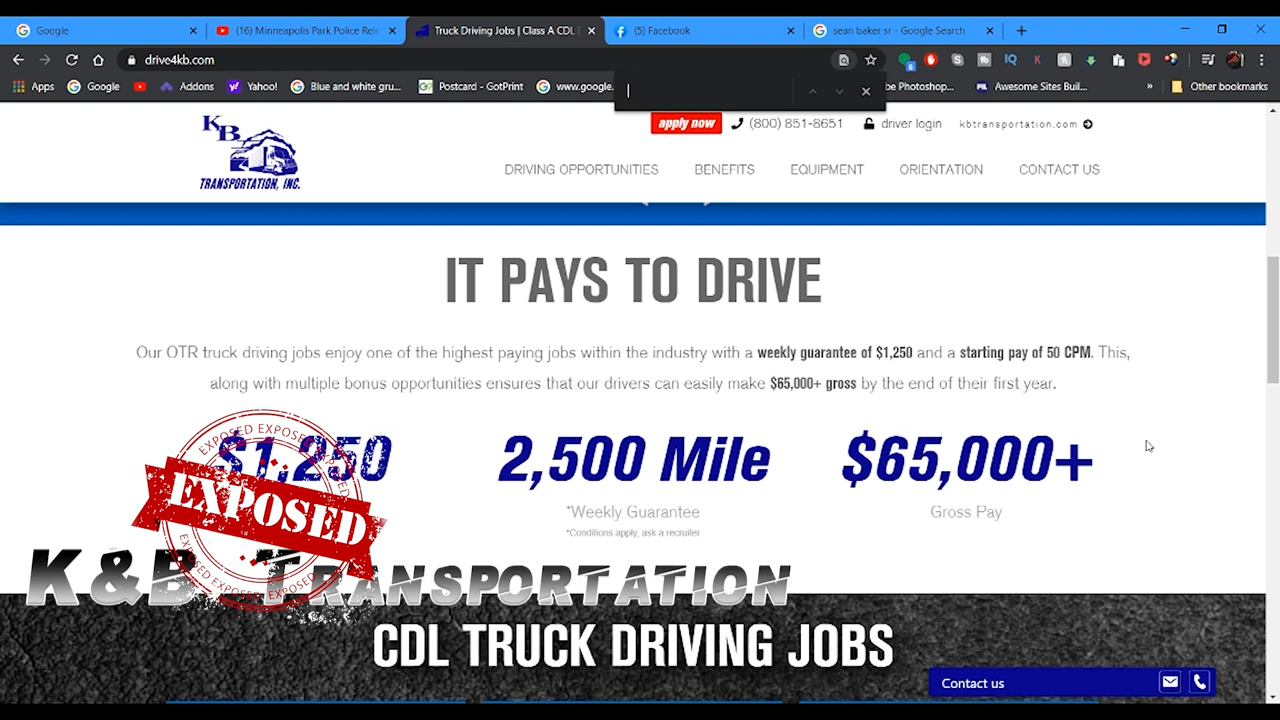 Google
(16) Minneapolis Park Police Rele
Truck Driving Jobs | Class A CDL D
(5) Facebook
sean baker sr - Google Search
drive4kb.com
Apps
Google
Addons
Yahoo!
Blue and white gru...
Postcard - GotPrint
www.google.
be Photoshop...
Awesome Sites Buil...
Other bookmarks
KB
TRANSPORTATION, INC.
apply now
(800) 851-8651
driver login
kbtransportation.com
DRIVING OPPORTUNITIES
BENEFITS
EQUIPMENT
ORIENTATION
CONTACT US
IT PAYS TO DRIVE
Our OTR truck driving jobs enjoy one of the highest paying jobs within the industry with a weekly guarantee of $1,250 and a starting pay of 50 CPM. This,
along with multiple bonus opportunities ensures that our drivers can easily make $65,000+ gross by the end of their first year.
$1,250
2,500 Mile
$65,000+
*Weekly Guarantee
Gross Pay
*Conditions apply, ask a recruiter
EXPOSED EXPOSED
EXPOSED
EXPOSED EXPOSED
K&B TRANSPORTATION
CDL TRUCK DRIVING JOBS
Contact us